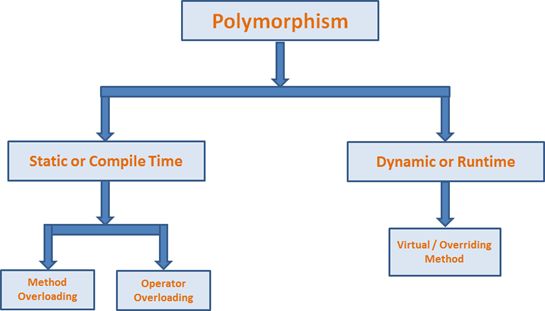 Polymorphism
Static or Compile Time
Dynamic or Runtime
Method
Overloading
Operator
Overloading
Virtual / Overriding
Method